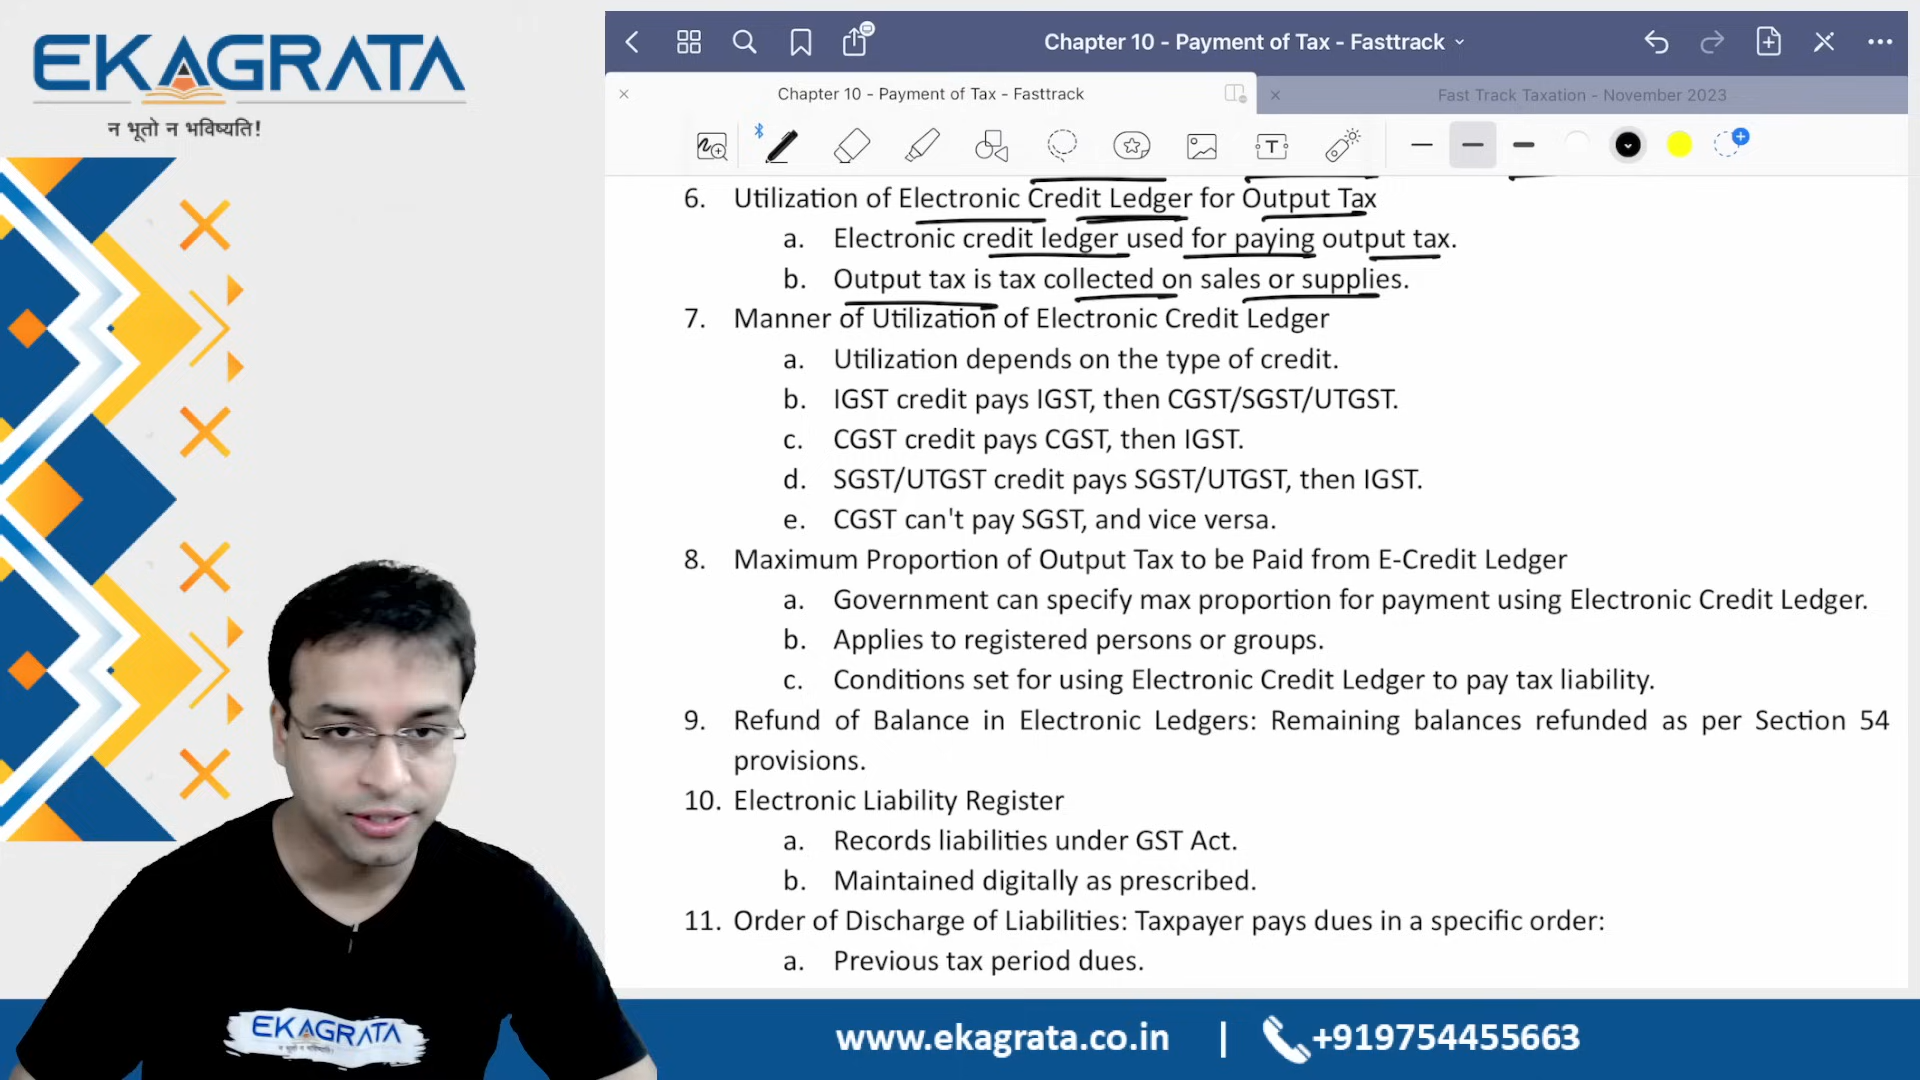 EKAGRATA
न भूतो न भविष्यति!
Chapter 10 - Payment of Tax - Fasttrack
Chapter 10 - Payment of Tax - Fasttrack
Fast Track Taxation - November 2023
6. Utilization of Electronic Credit Ledger for Output Tax
a. Electronic credit ledger used for paying output tax.
b. Output tax is tax collected on sales or supplies.
7. Manner of Utilization of Electronic Credit Ledger
a. Utilization depends on the type of credit.
b. IGST credit pays IGST, then CGST/SGST/UTGST.
c. CGST credit pays CGST, then IGST.
d. SGST/UTGST credit pays SGST/UTGST, then IGST.
e. CGST can't pay SGST, and vice versa.
8. Maximum Proportion of Output Tax to be Paid from E-Credit Ledger
a. Government can specify max proportion for payment using Electronic Credit Ledger.
b. Applies to registered persons or groups.
c. Conditions set for using Electronic Credit Ledger to pay tax liability.
9. Refund of Balance in Electronic Ledgers: Remaining balances refunded as per Section 54
provisions.
10. Electronic Liability Register
a. Records liabilities under GST Act.
b. Maintained digitally as prescribed.
11. Order of Discharge of Liabilities: Taxpayer pays dues in a specific order:
a. Previous tax period dues.
EKAGRATA
न भूतो न भविष्यति!
www.ekagrata.co.in | +919754455663